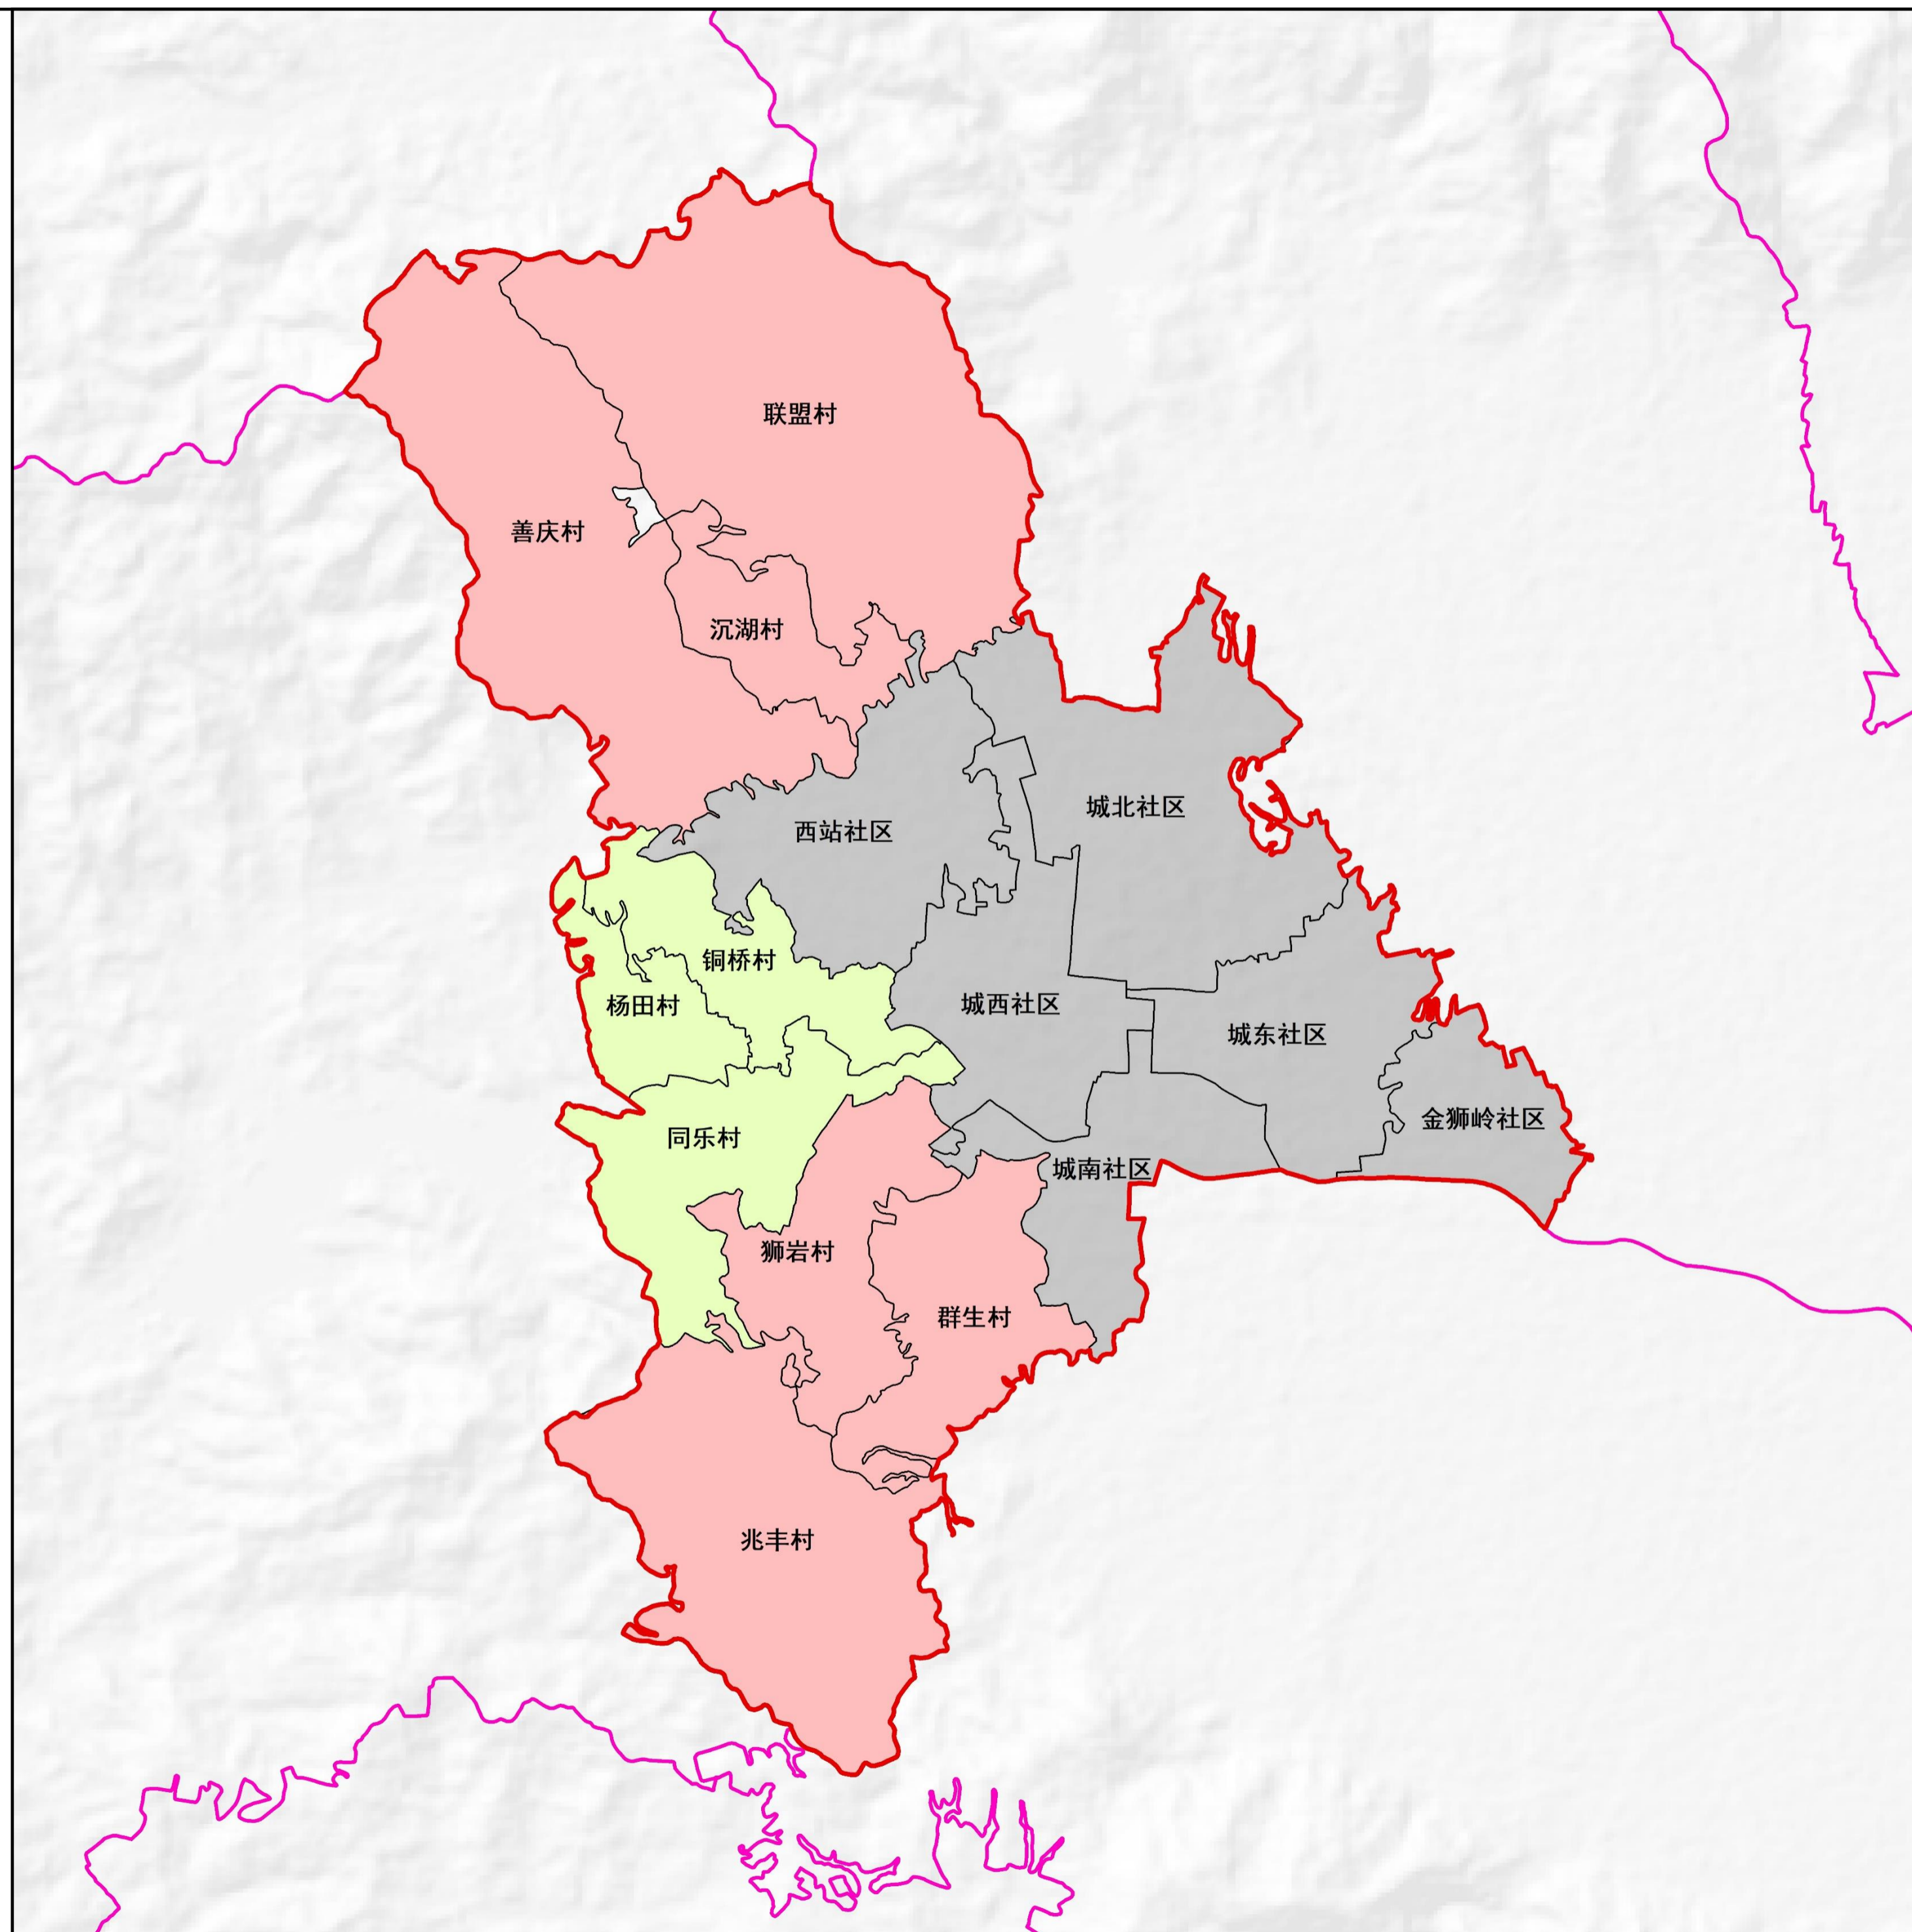 联盟村
善庆村
沉湖村
城北社区
西站社区
铜桥村
杨田村
城西社区
城东社区
金狮岭社区
同乐村
城南社区
狮岩村
群生村
兆丰村